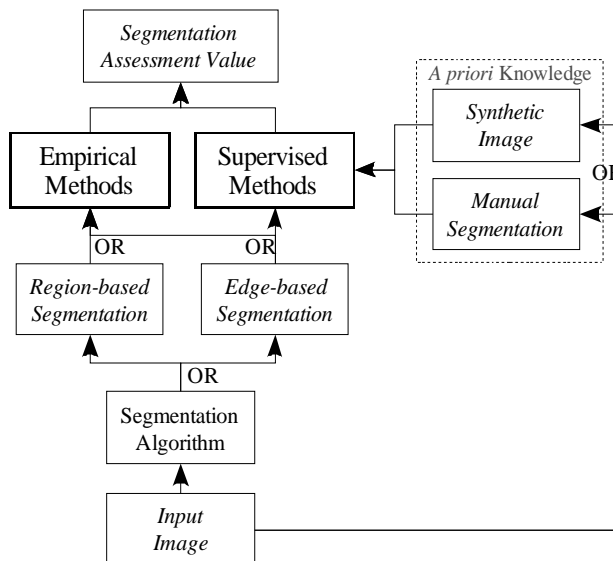 Segmentation
Assessment Value
A priori Knowledge
Synthetic
Image
Empirical
Methods
Supervised
Methods
OR
Manual
Segmentation
OR
OR
Region-based
Segmentation
Edge-based
Segmentation
OR
Segmentation
Algorithm
Input
Image